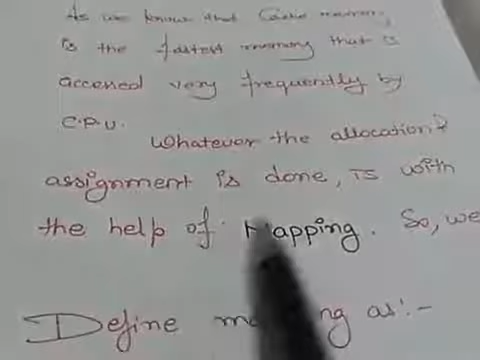 As we know that Cache memory,
is the fastest memory that is
accessed very frequently by
C.P.U.
Whatever the allocation &
assignment is done, is with
the help of Mapping. So, we
Define as:-